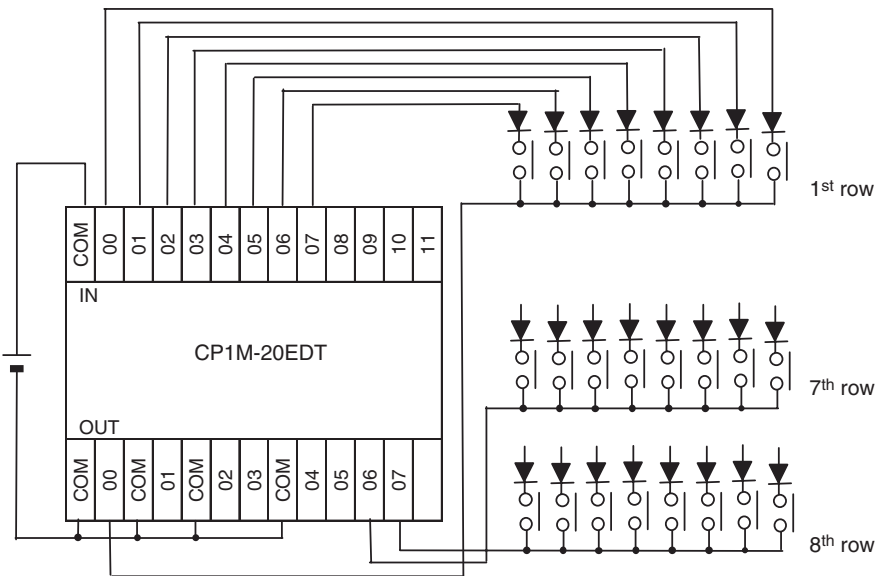 1st row
COM 00 01 02 03 04 05 06 07 08 09 10 11
IN
CP1M-20EDT
7th row
OUT
COM 00 COM 01 COM 02 03 COM 04 05 06 07
8th row